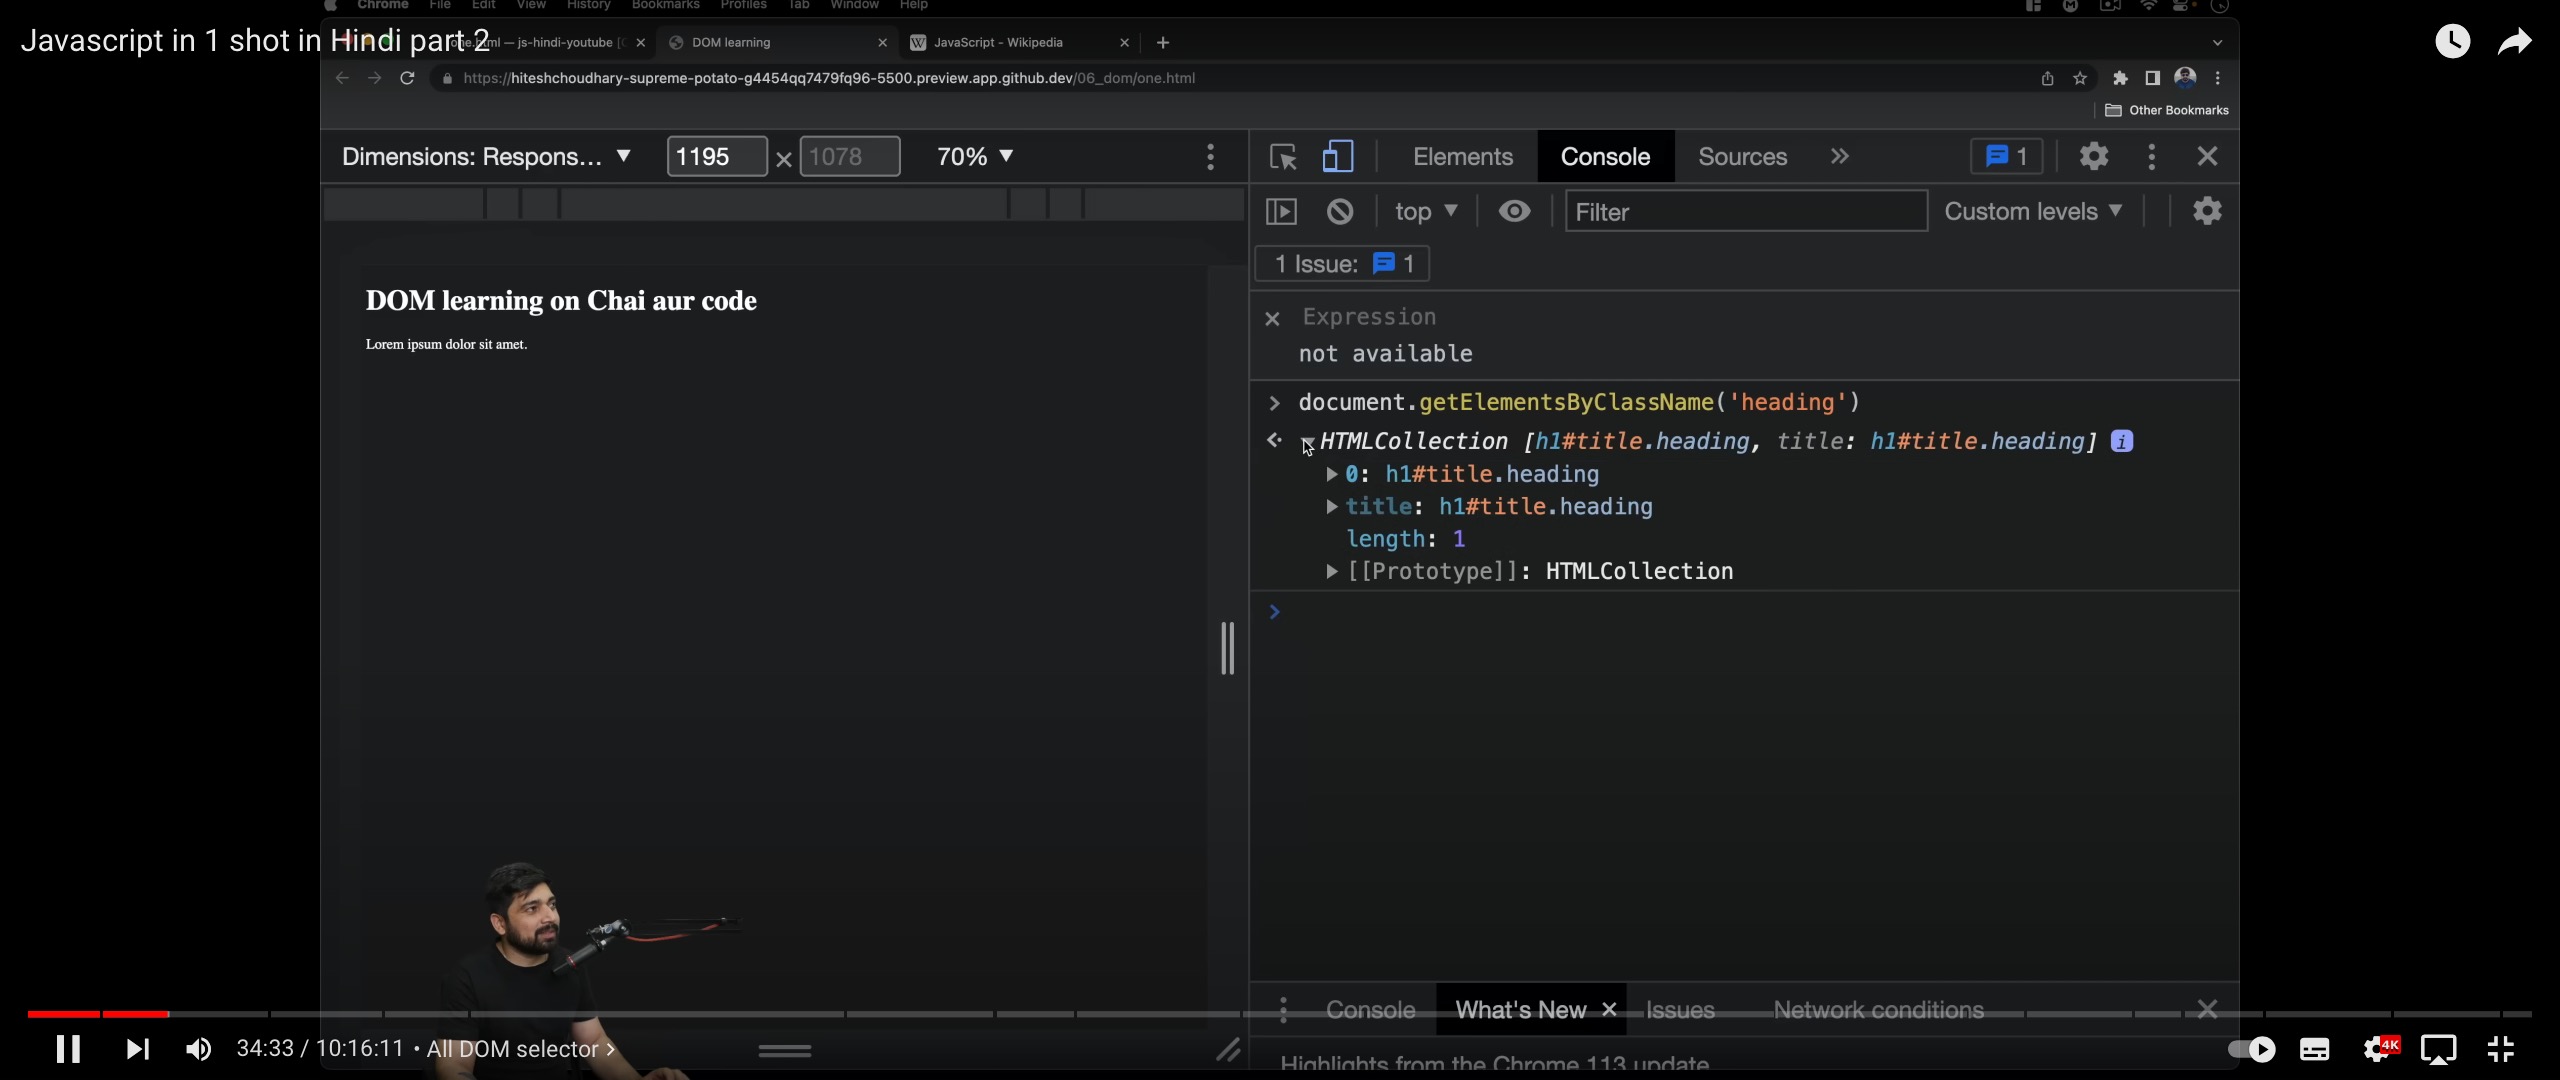 Chrome File Edit View History Bookmarks Profiles Tab Window Help
Javascript in 1 shot in Hindi part 2
one.html — js-hindi-youtube [ DOM learning W JavaScript - Wikipedia
https://hiteshchoudhary-supreme-potato-g4454qq7479fq96-5500.preview.app.github.dev/06_dom/one.html
Other Bookmarks
Dimensions: Respons... ▼ 1195 × 1078 70% ▼
Elements Console Sources » 1
top ▼ Filter Custom levels ▼
1 Issue: 1
DOM learning on Chai aur code
Lorem ipsum dolor sit amet.
Expression
not available
> document.getElementsByClassName('heading')
HTMLCollection [h1#title.heading, title: h1#title.heading] i
0: h1#title.heading
title: h1#title.heading
length: 1
[[Prototype]]: HTMLCollection
>
Console What's New × Issues Network conditions
Highlights from the Chrome 113 update
34:33 / 10:16:11 • All DOM selector >
4K